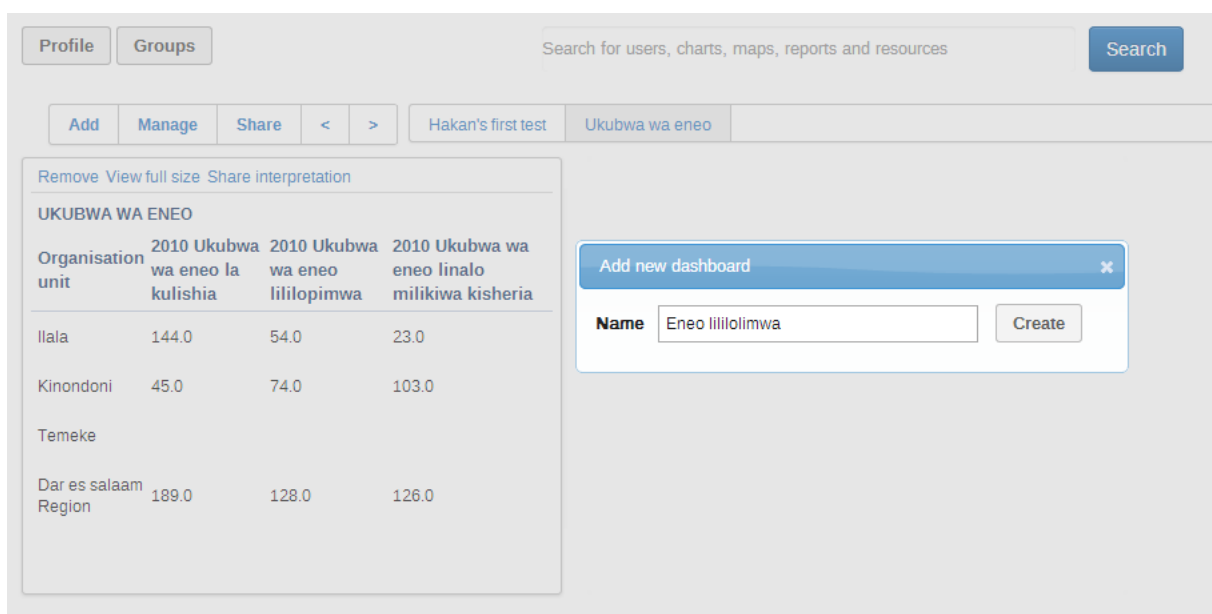 Profile Groups Search for users, charts, maps, reports and resources Search
Add Manage Share < > Hakan's first test Ukubwa wa eneo
Remove View full size Share interpretation
UKUBWA WA ENEO
Organisation unit 2010 Ukubwa wa eneo la kulishia 2010 Ukubwa wa eneo lililopimwa 2010 Ukubwa wa eneo linalo milikiwa kisheria
Ilala 144.0 54.0 23.0
Kinondoni 45.0 74.0 103.0
Temeke
Dar es salaam Region 189.0 128.0 126.0
Add new dashboard ×
Name Eneo lililolimwa Create